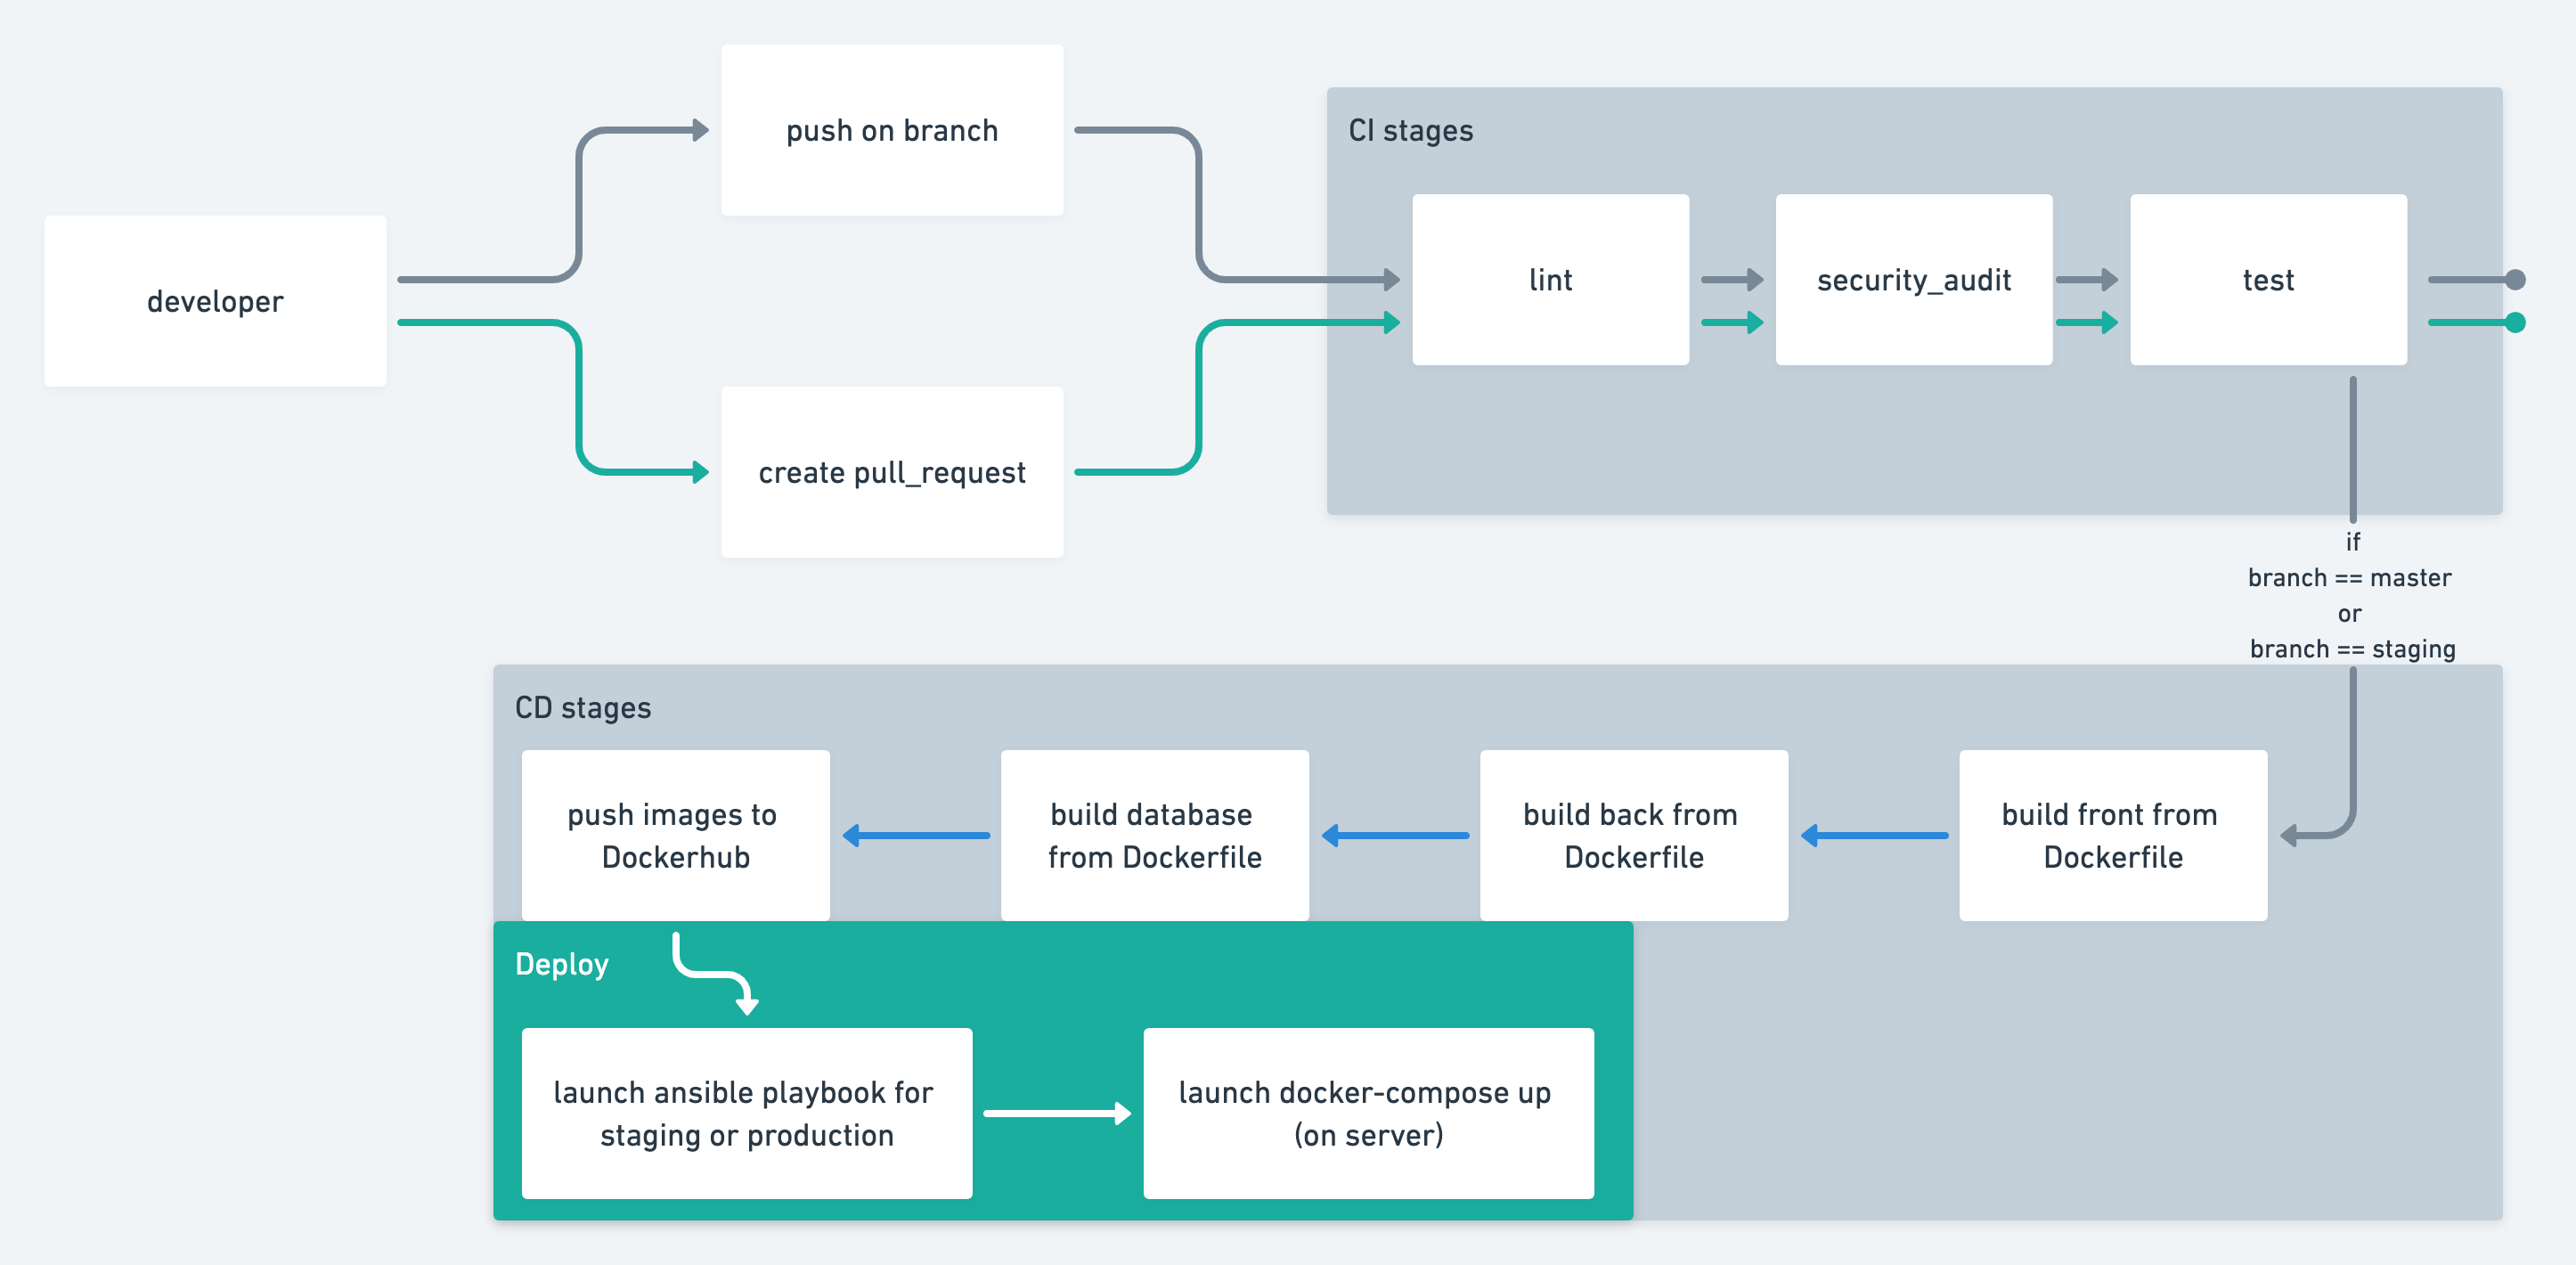 push on branch
developer
create pull_request
CI stages
lint
security_audit
test
if
branch == master
or
branch == staging
CD stages
push images to
Dockerhub
build database
from Dockerfile
build back from
Dockerfile
build front from
Dockerfile
Deploy
launch ansible playbook for
staging or production
launch docker-compose up
(on server)